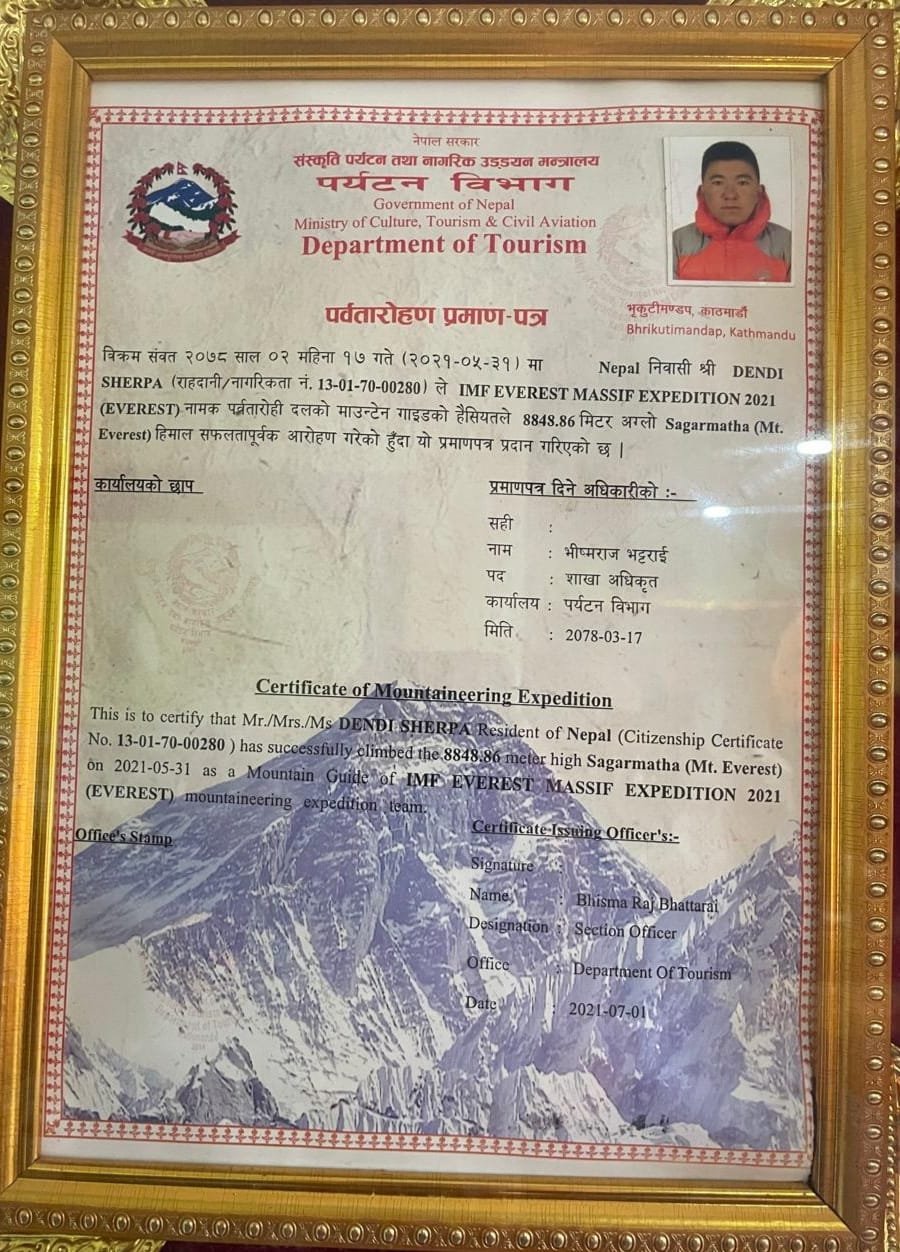 नेपाल सरकार
संस्कृति पर्यटन तथा नागरिक उड्डयन मन्त्रालय
पर्यटन विभाग
Government of Nepal
Ministry of Culture, Tourism & Civil Aviation
Department of Tourism
भृकुटीमण्डप, काठमाडौं
Bhrikutimandap, Kathmandu
पर्वतारोहण प्रमाण-पत्र
विक्रम संवत २०७८ साल ०२ महिना १७ गते (२०२१-०५-३१) मा Nepal निवासी श्री DENDI
SHERPA (राहदानी/नागरिकता नं. 13-01-70-00280) ले IMF EVEREST MASSIF EXPEDITION 2021
(EVEREST) नामक पर्वतारोही दलको माउन्टेन गाइडको हैसियतले 8848.86 मिटर अग्लो Sagarmatha (Mt.
Everest) हिमाल सफलतापूर्वक आरोहण गरेको हुँदा यो प्रमाणपत्र प्रदान गरिएको छ |
कार्यालयको छाप
प्रमाणपत्र दिने अधिकारीको :-
सही :
नाम : भीष्मराज भट्टराई
पद : शाखा अधिकृत
कार्यालय : पर्यटन विभाग
मिति : 2078-03-17
Certificate of Mountaineering Expedition
This is to certify that Mr./Mrs./Ms DENDI SHERPA Resident of Nepal (Citizenship Certificate
No. 13-01-70-00280 ) has successfully climbed the 8848.86 meter high Sagarmatha (Mt. Everest)
on 2021-05-31 as a Mountain Guide of IMF EVEREST MASSIF EXPEDITION 2021
(EVEREST) mountaineering expedition team.
Office's Stamp
Certificate Issuing Officer's:-
Signature :
Name : Bhisma Raj Bhattarai
Designation : Section Officer
Office : Department Of Tourism
Date : 2021-07-01